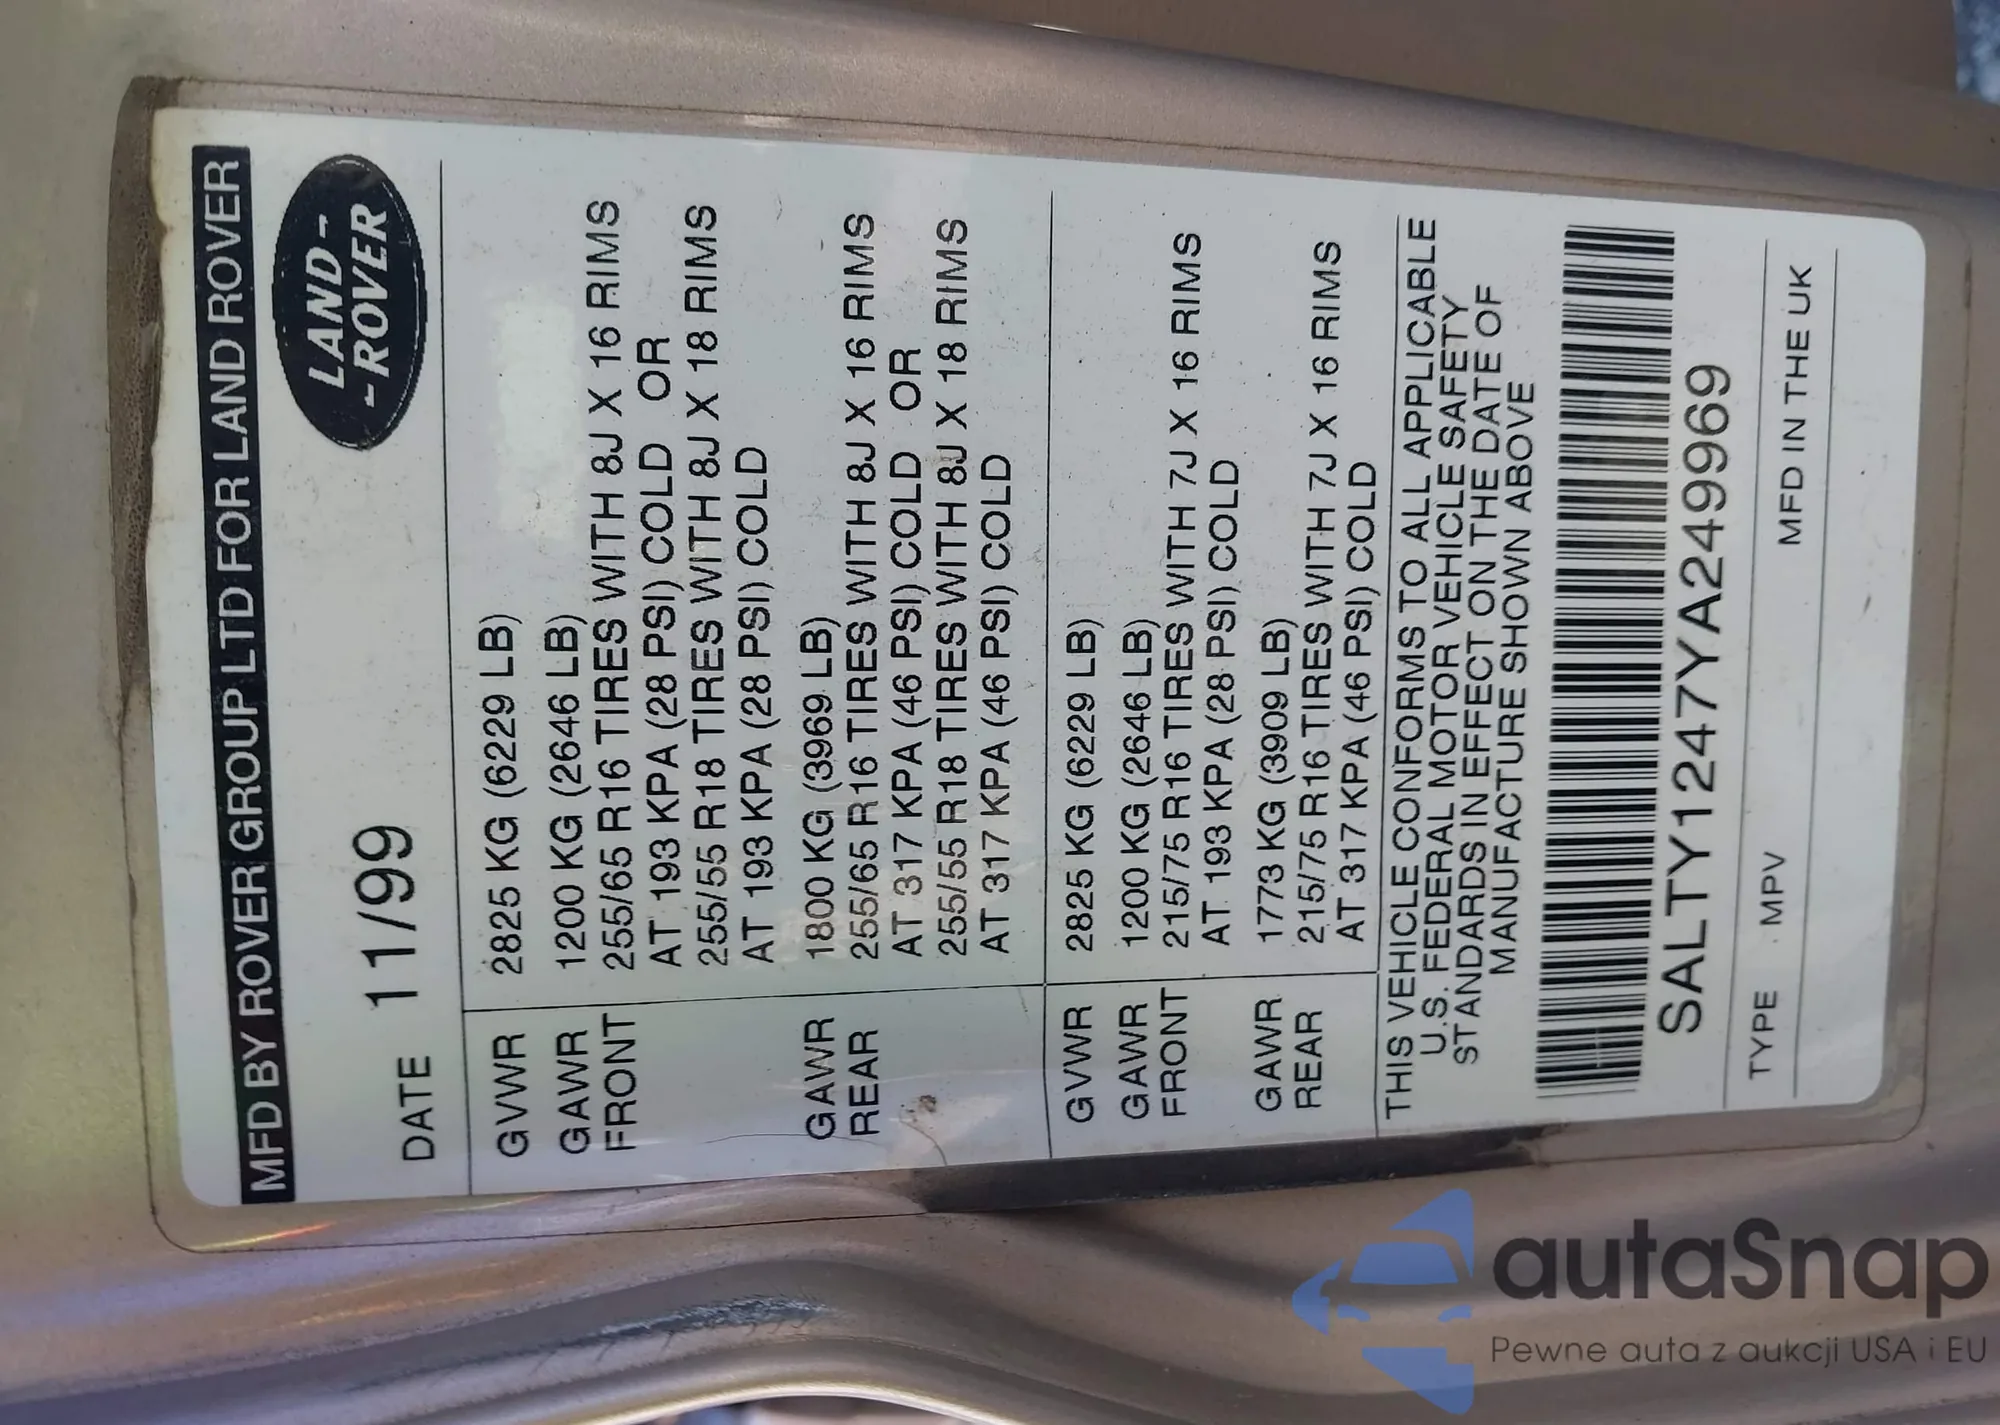 MFD BY ROVER GROUP LTD FOR LAND ROVER
DATE 11/99
LAND-
-ROVER
GVWR 2825 KG (6229 LB)
GAWR 1200 KG (2646 LB)
FRONT 255/65 R16 TIRES WITH 8J X 16 RIMS
AT 193 KPA (28 PSI) COLD OR
255/55 R18 TIRES WITH 8J X 18 RIMS
AT 193 KPA (28 PSI) COLD
GAWR 1800 KG (3969 LB)
REAR 255/65 R16 TIRES WITH 8J X 16 RIMS
AT 317 KPA (46 PSI) COLD OR
255/55 R18 TIRES WITH 8J X 18 RIMS
AT 317 KPA (46 PSI) COLD
GVWR 2825 KG (6229 LB)
GAWR 1200 KG (2646 LB)
FRONT 215/75 R16 TIRES WITH 7J X 16 RIMS
AT 193 KPA (28 PSI) COLD
GAWR 1773 KG (3909 LB)
REAR 215/75 R16 TIRES WITH 7J X 16 RIMS
AT 317 KPA (46 PSI) COLD
THIS VEHICLE CONFORMS TO ALL APPLICABLE
U.S. FEDERAL MOTOR VEHICLE SAFETY
STANDARDS IN EFFECT ON THE DATE OF
MANUFACTURE SHOWN ABOVE
SALTY1247YA249969
TYPE MPV MFD IN THE UK
autaSnap
Pewne auta z aukcji USA i EU